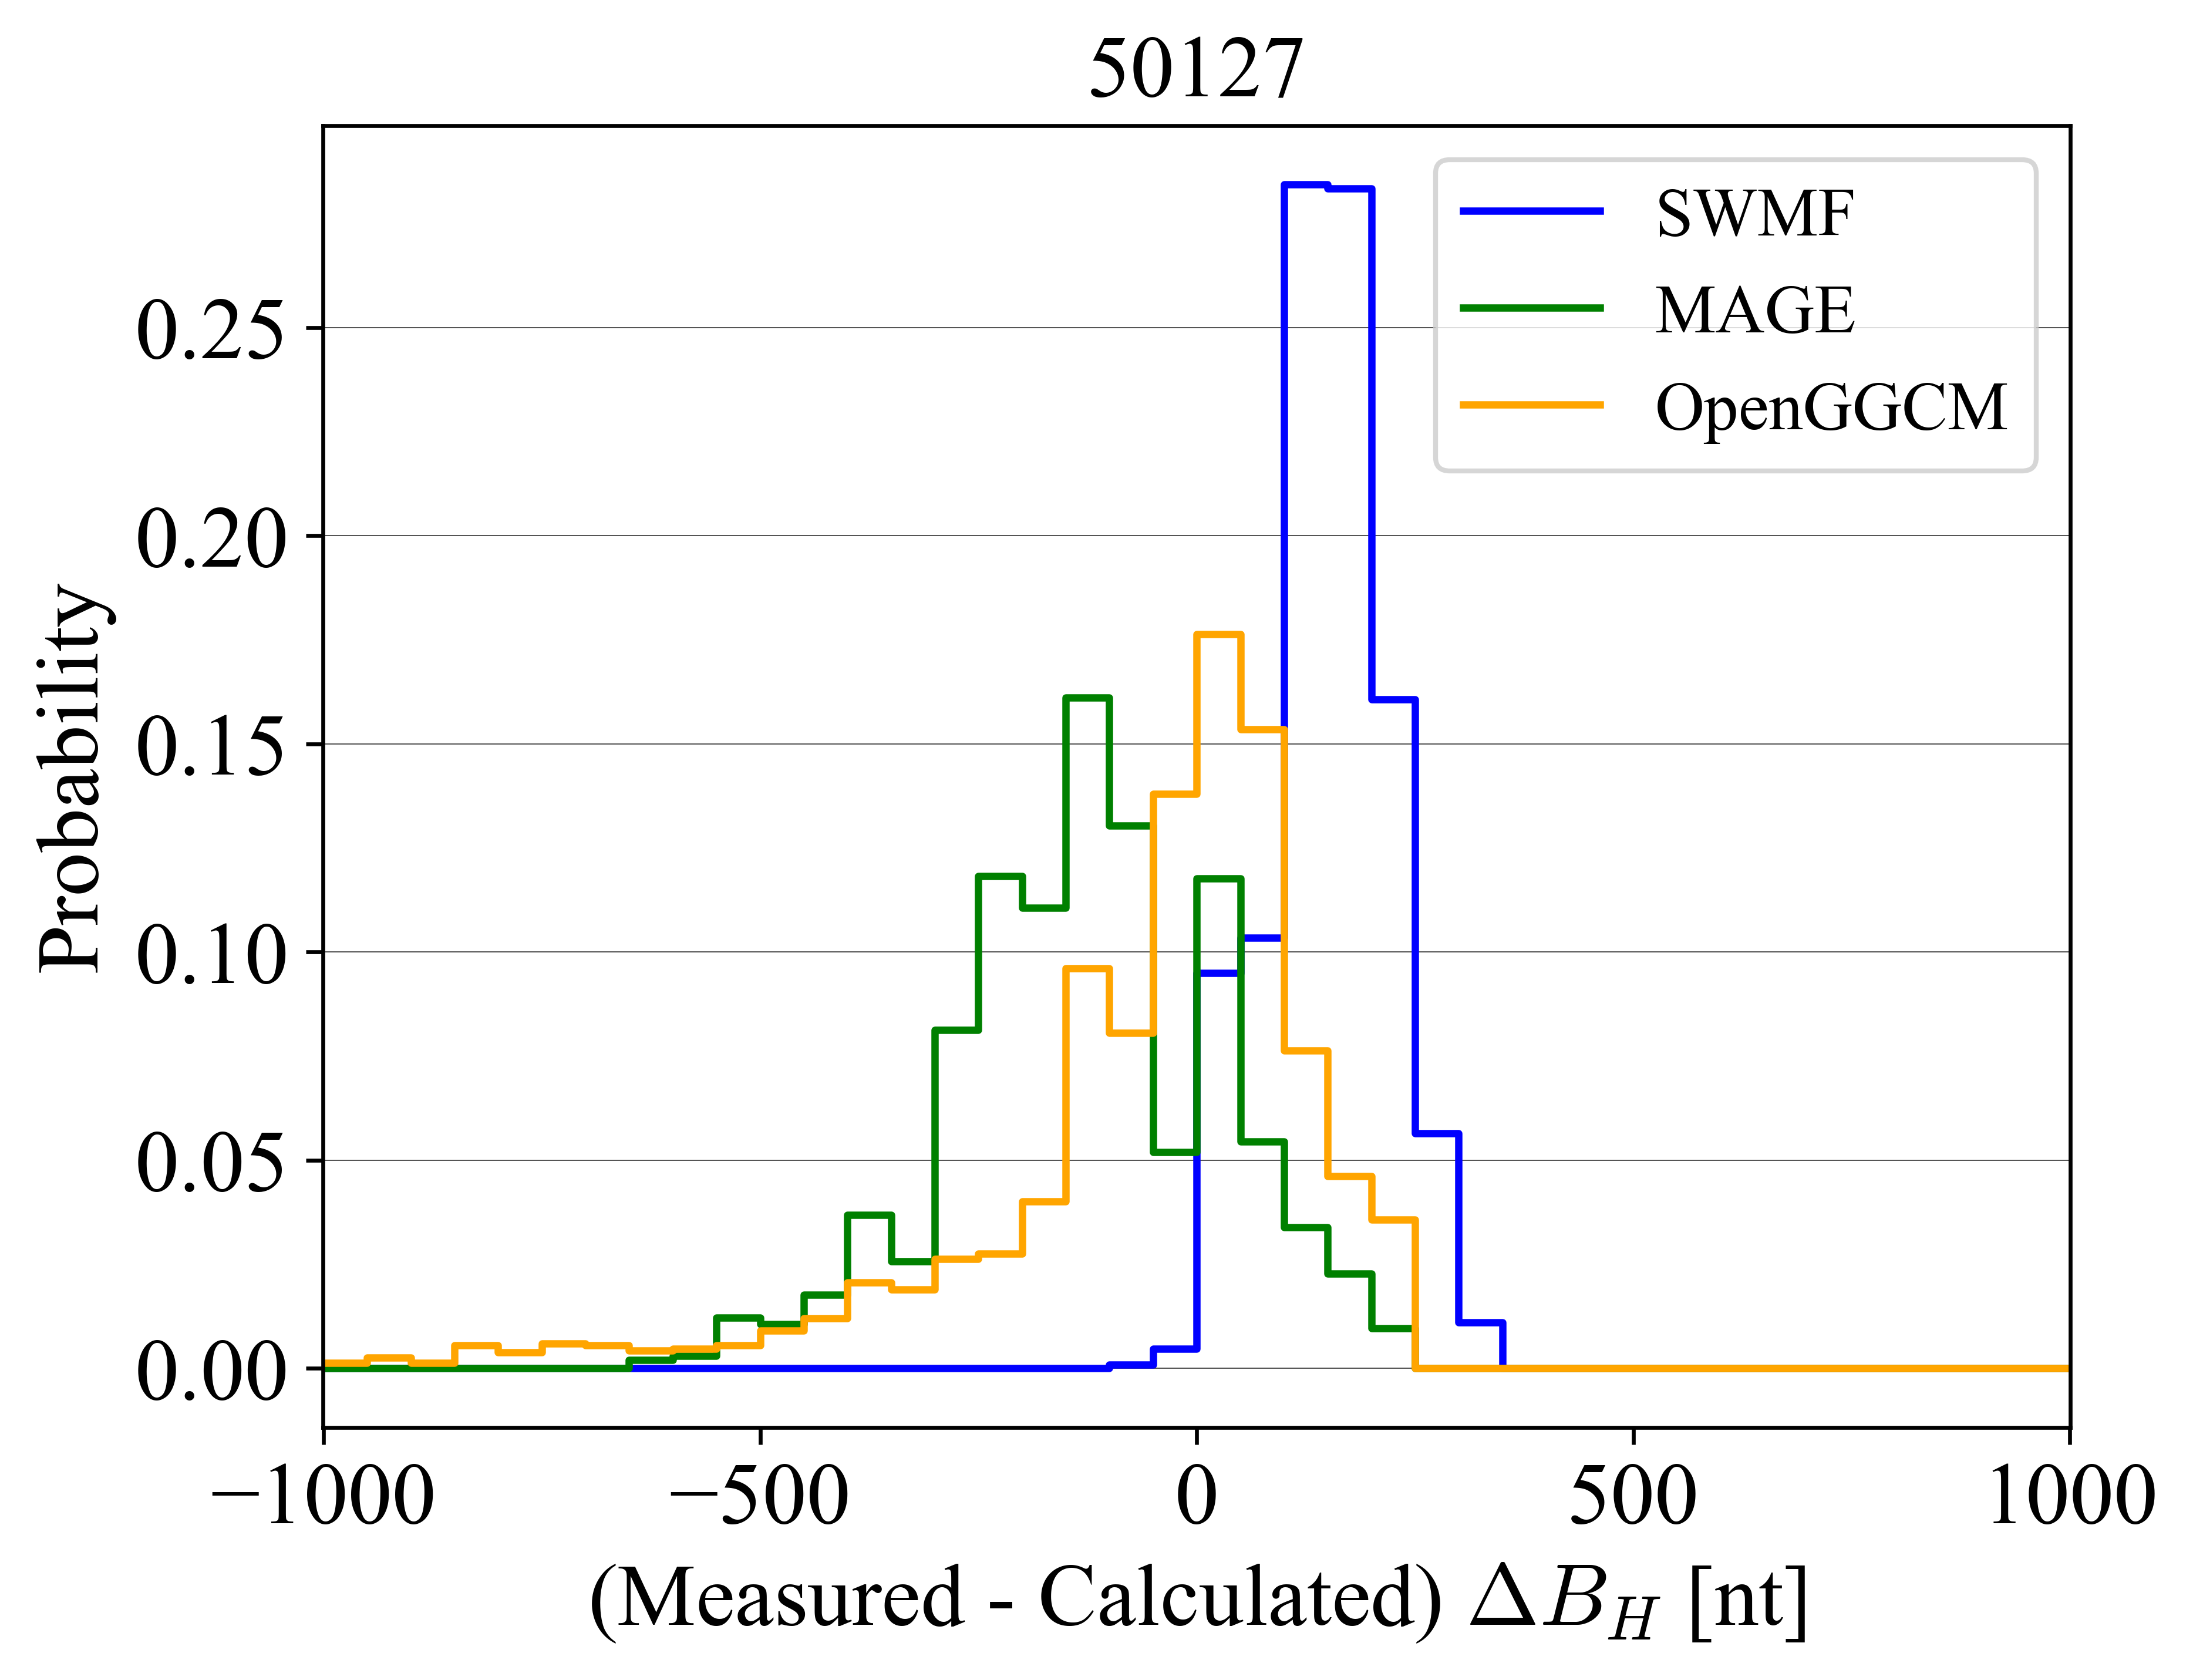 50127
SWMF
MAGE
OpenGGCM
Probability
0.25
0.20
0.15
0.10
0.05
0.00
−1000 −500 0 500 1000
(Measured - Calculated) ΔB_H [nt]